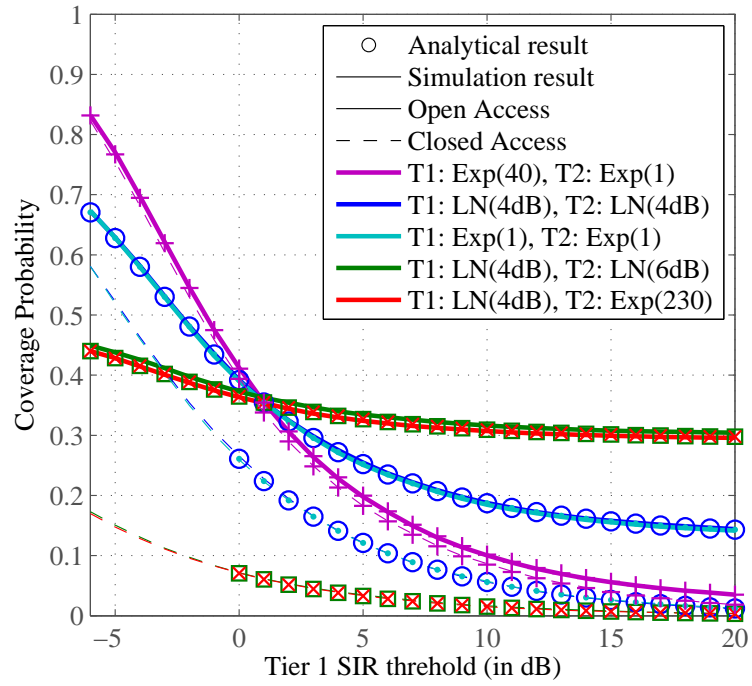 1
0.9
0.8
0.7
0.6
0.5
0.4
0.3
0.2
0.1
0
Coverage Probability
Analytical result
Simulation result
Open Access
Closed Access
T1: Exp(40), T2: Exp(1)
T1: LN(4dB), T2: LN(4dB)
T1: Exp(1), T2: Exp(1)
T1: LN(4dB), T2: LN(6dB)
T1: LN(4dB), T2: Exp(230)
−5 0 5 10 15 20
Tier 1 SIR threhold (in dB)